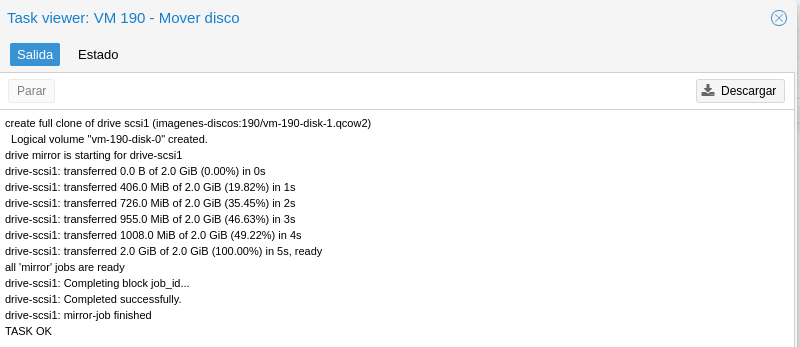 Task viewer: VM 190 - Mover disco
Salida Estado
Parar Descargar
create full clone of drive scsi1 (imagenes-discos:190/vm-190-disk-1.qcow2)
Logical volume "vm-190-disk-0" created.
drive mirror is starting for drive-scsi1
drive-scsi1: transferred 0.0 B of 2.0 GiB (0.00%) in 0s
drive-scsi1: transferred 406.0 MiB of 2.0 GiB (19.82%) in 1s
drive-scsi1: transferred 726.0 MiB of 2.0 GiB (35.45%) in 2s
drive-scsi1: transferred 955.0 MiB of 2.0 GiB (46.63%) in 3s
drive-scsi1: transferred 1008.0 MiB of 2.0 GiB (49.22%) in 4s
drive-scsi1: transferred 2.0 GiB of 2.0 GiB (100.00%) in 5s, ready
all 'mirror' jobs are ready
drive-scsi1: Completing block job_id...
drive-scsi1: Completed successfully.
drive-scsi1: mirror-job finished
TASK OK